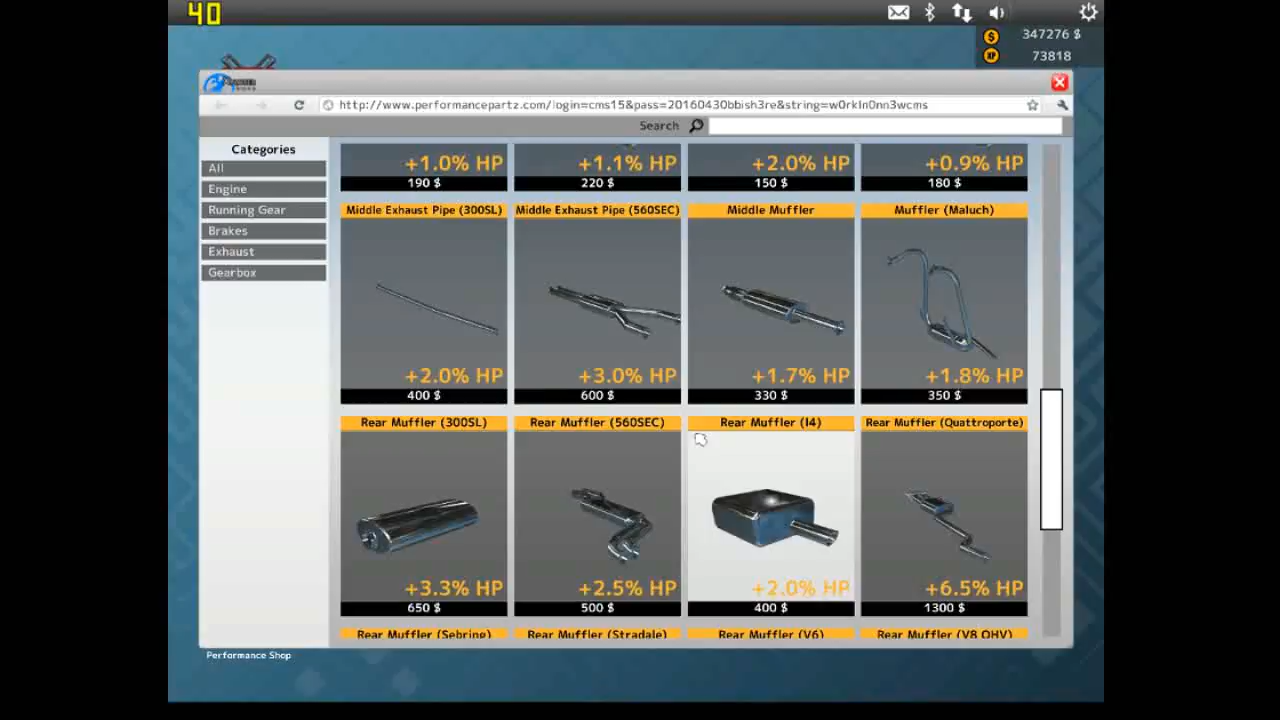 40
347276 $
73818
http://www.performancepartz.com/login=cms15&pass=20160430bbish3re&string=w0rkln0nn3wcms
Search
Categories
All
Engine
Running Gear
Brakes
Exhaust
Gearbox
+1.0% HP +1.1% HP +2.0% HP +0.9% HP
190 $ 220 $ 150 $ 180 $
Middle Exhaust Pipe (300SL) Middle Exhaust Pipe (560SEC) Middle Muffler Muffler (Maluch)
+2.0% HP +3.0% HP +1.7% HP +1.8% HP
400 $ 600 $ 330 $ 350 $
Rear Muffler (300SL) Rear Muffler (560SEC) Rear Muffler (I4) Rear Muffler (Quattroporte)
+3.3% HP +2.5% HP +2.0% HP +6.5% HP
650 $ 500 $ 400 $ 1300 $
Rear Muffler (Sebring) Rear Muffler (Stradale) Rear Muffler (V6) Rear Muffler (V8 OHV)
Performance Shop